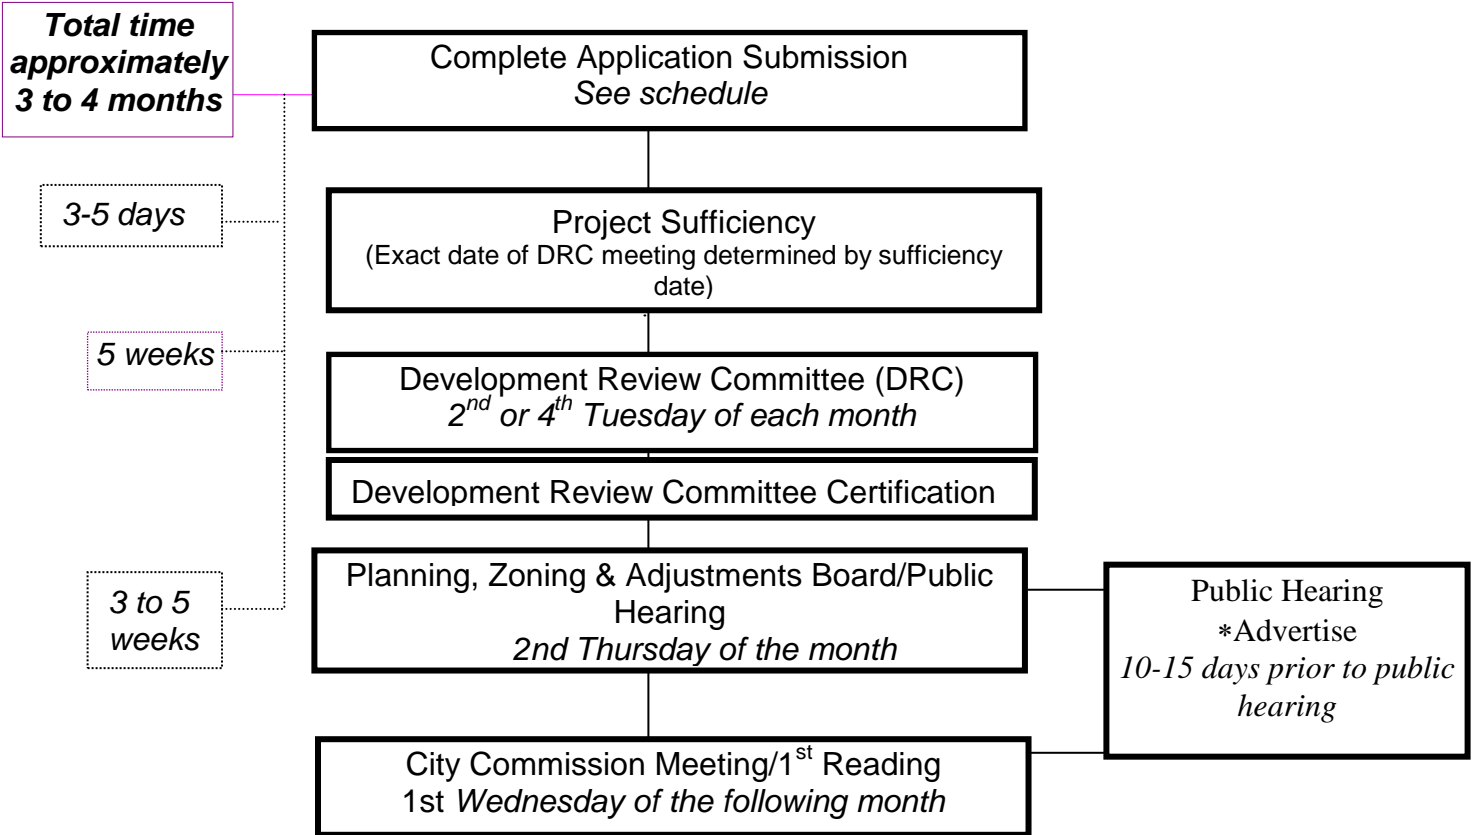 Total time
approximately
3 to 4 months
Complete Application Submission
See schedule
3-5 days
Project Sufficiency
(Exact date of DRC meeting determined by sufficiency
date)
5 weeks
Development Review Committee (DRC)
2nd or 4th Tuesday of each month
Development Review Committee Certification
3 to 5
weeks
Planning, Zoning & Adjustments Board/Public
Hearing
2nd Thursday of the month
Public Hearing
*Advertise
10-15 days prior to public
hearing
City Commission Meeting/1st Reading
1st Wednesday of the following month